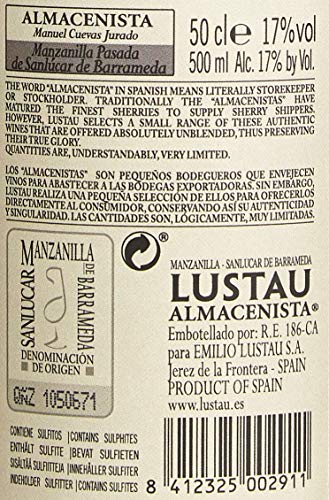 ALMACENISTA
Manuel Cuevas Jurado
Manzanilla Pasada
de Sanlúcar de Barrameda
50 cl e 17%vol
500 ml Alc. 17% by Vol.
THE WORD "ALMACENISTA" IN SPANISH MEANS LITERALLY STOREKEEPER
OR STOCKHOLDER. TRADITIONALLY THE "ALMACENISTAS" HAVE
MATURED THE FINEST SHERRIES TO SUPPLY SHERRY SHIPPERS.
HOWEVER, LUSTAU SELECTS A SMALL RANGE OF THESE AUTHENTIC
WINES THAT ARE OFFERED ABSOLUTELY UNBLENDED, THUS PRESERVING
THEIR TRUE GLORY.
QUANTITIES ARE, UNDERSTANDABLY, VERY LIMITED.
LOS "ALMACENISTAS" SON PEQUEÑOS BODEGUEROS QUE ENVEJECEN
VINOS PARA ABASTECER A LAS BODEGAS EXPORTADORAS. SIN EMBARGO,
LUSTAU REALIZA UNA PEQUEÑA SELECCIÓN DE ELLOS PARA OFRECERLOS
DIRECTAMENTE AL CONSUMIDOR, CONSERVANDO ASÍ SU AUTENTICIDAD
Y SINGULARIDAD. LAS CANTIDADES SON, LÓGICAMENTE, MUY LIMITADAS.
MANZANILLA
SANLUCAR
DE BARRAMEDA
DENOMINACIÓN
DE ORIGEN
QNZ 1050671
MANZANILLA - SANLUCAR DE BARRAMEDA
LUSTAU
ALMACENISTA®
Embotellado por: R.E. 186-CA
para EMILIO LUSTAU S.A.
Jerez de la Frontera - SPAIN
PRODUCT OF SPAIN
www.lustau.es
CONTIENE SULFITOS | CONTAINS SULPHITES
ENTHÄLT SULFITE | BEVAT SULFIETEN
SISÄLTÄÄ SULFIITTEJA | INNEHÅLLER SULFITER
INDEHOLDER SULFITTER | CONTAINS SULFITES
8 412325 002911